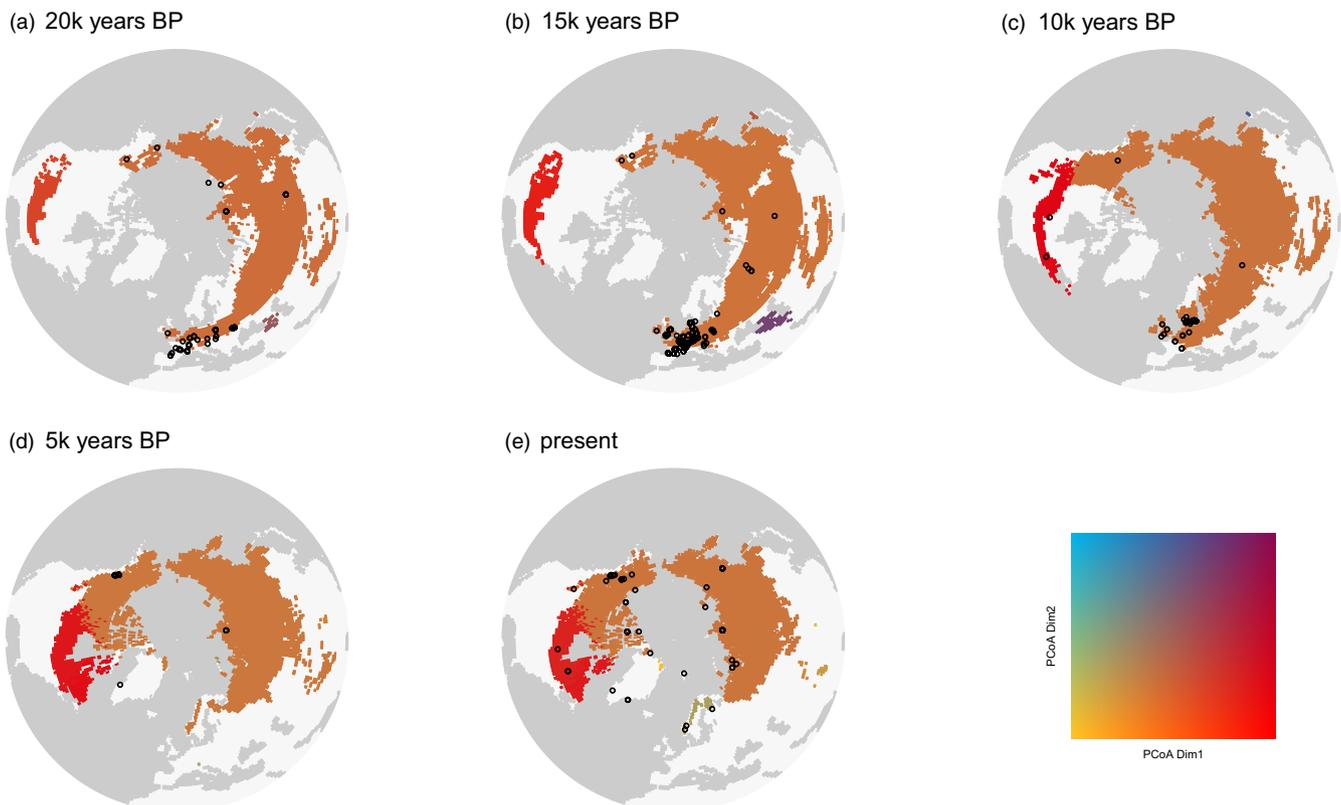 (a) 20k years BP
(b) 15k years BP
(c) 10k years BP
(d) 5k years BP
(e) present
PCoA Dim2
PCoA Dim1